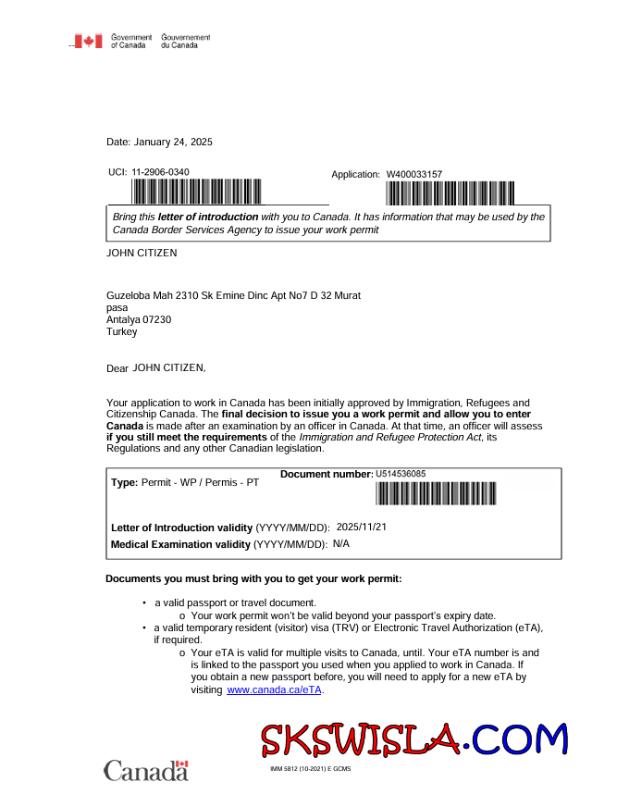 Government Gouvernement
of Canada du Canada
Date: January 24, 2025
UCI: 11-2906-0340
Application: W400033157
Bring this letter of introduction with you to Canada. It has information that may be used by the
Canada Border Services Agency to issue your work permit
JOHN CITIZEN
Guzeloba Mah 2310 Sk Emine Dinc Apt No7 D 32 Murat
pasa
Antalya 07230
Turkey
Dear JOHN CITIZEN,
Your application to work in Canada has been initially approved by Immigration, Refugees and
Citizenship Canada. The final decision to issue you a work permit and allow you to enter
Canada is made after an examination by an officer in Canada. At that time, an officer will assess
if you still meet the requirements of the Immigration and Refugee Protection Act, its
Regulations and any other Canadian legislation.
Type: Permit - WP / Permis - PT
Document number: U514536085
Letter of Introduction validity (YYYY/MM/DD): 2025/11/21
Medical Examination validity (YYYY/MM/DD): N/A
Documents you must bring with you to get your work permit:
• a valid passport or travel document.
o Your work permit won't be valid beyond your passport's expiry date.
• a valid temporary resident (visitor) visa (TRV) or Electronic Travel Authorization (eTA),
if required.
o Your eTA is valid for multiple visits to Canada, until. Your eTA number is and
is linked to the passport you used when you applied to work in Canada. If
you obtain a new passport before, you will need to apply for a new eTA by
visiting www.canada.ca/eTA.
SKSWISLA.COM
Canada
IMM 5812 (10-2021) E GCMS